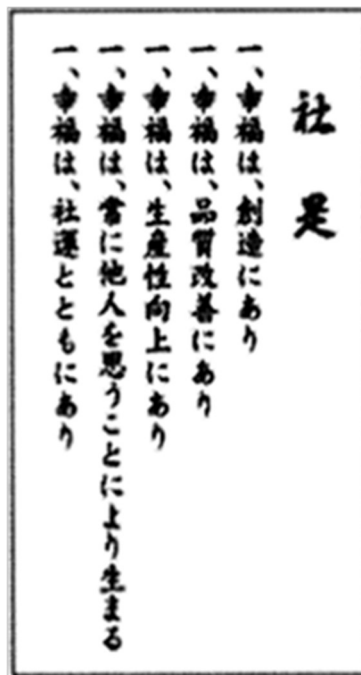 社是
一、幸福は、創造にあり
一、幸福は、品質改善にあり
一、幸福は、生産性向上にあり
一、幸福は、常に他人を思うことにより生まる
一、幸福は、社運とともにあり